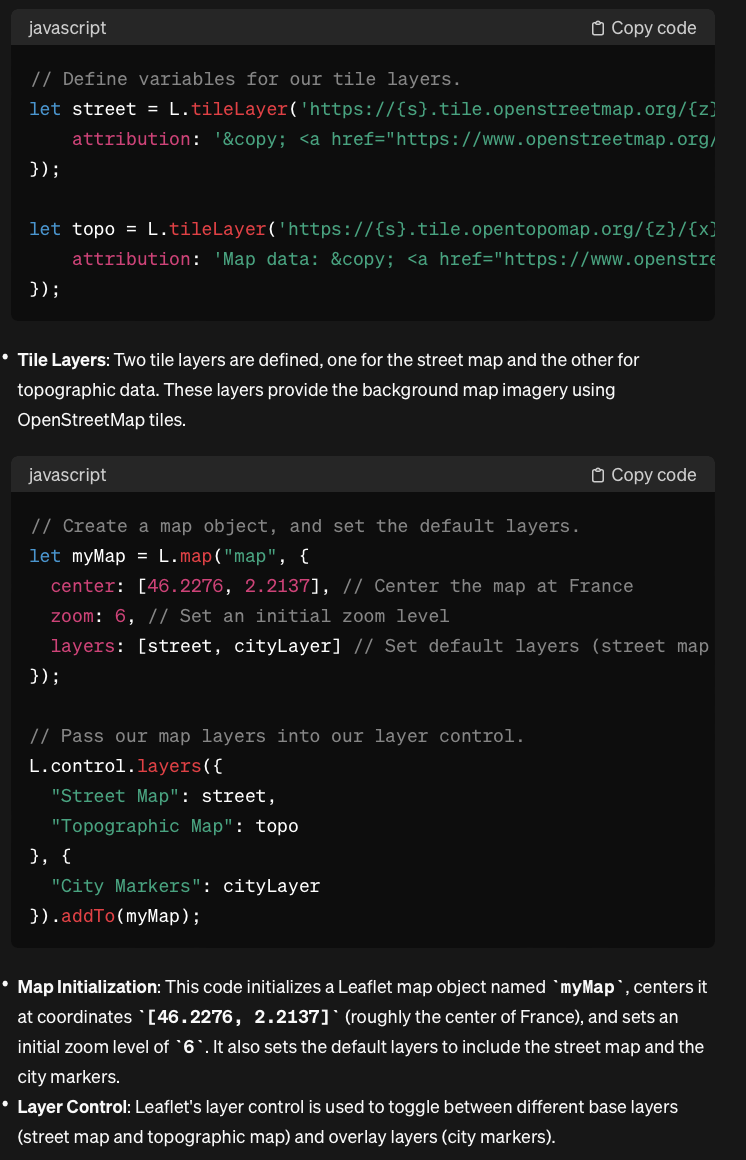 javascript
Copy code
// Define variables for our tile layers.
let street = L.tileLayer('https://{s}.tile.openstreetmap.org/{z}
    attribution: '&copy; <a href="https://www.openstreetmap.org/
});
let topo = L.tileLayer('https://{s}.tile.opentopomap.org/{z}/{x}
    attribution: 'Map data: &copy; <a href="https://www.openstre
});
• Tile Layers: Two tile layers are defined, one for the street map and the other for
topographic data. These layers provide the background map imagery using
OpenStreetMap tiles.
javascript
Copy code
// Create a map object, and set the default layers.
let myMap = L.map("map", {
  center: [46.2276, 2.2137], // Center the map at France
  zoom: 6, // Set an initial zoom level
  layers: [street, cityLayer] // Set default layers (street map
});
// Pass our map layers into our layer control.
L.control.layers({
  "Street Map": street,
  "Topographic Map": topo
}, {
  "City Markers": cityLayer
}).addTo(myMap);
• Map Initialization: This code initializes a Leaflet map object named `myMap`, centers it
at coordinates `[46.2276, 2.2137]` (roughly the center of France), and sets an
initial zoom level of `6`. It also sets the default layers to include the street map and the
city markers.
• Layer Control: Leaflet's layer control is used to toggle between different base layers
(street map and topographic map) and overlay layers (city markers).